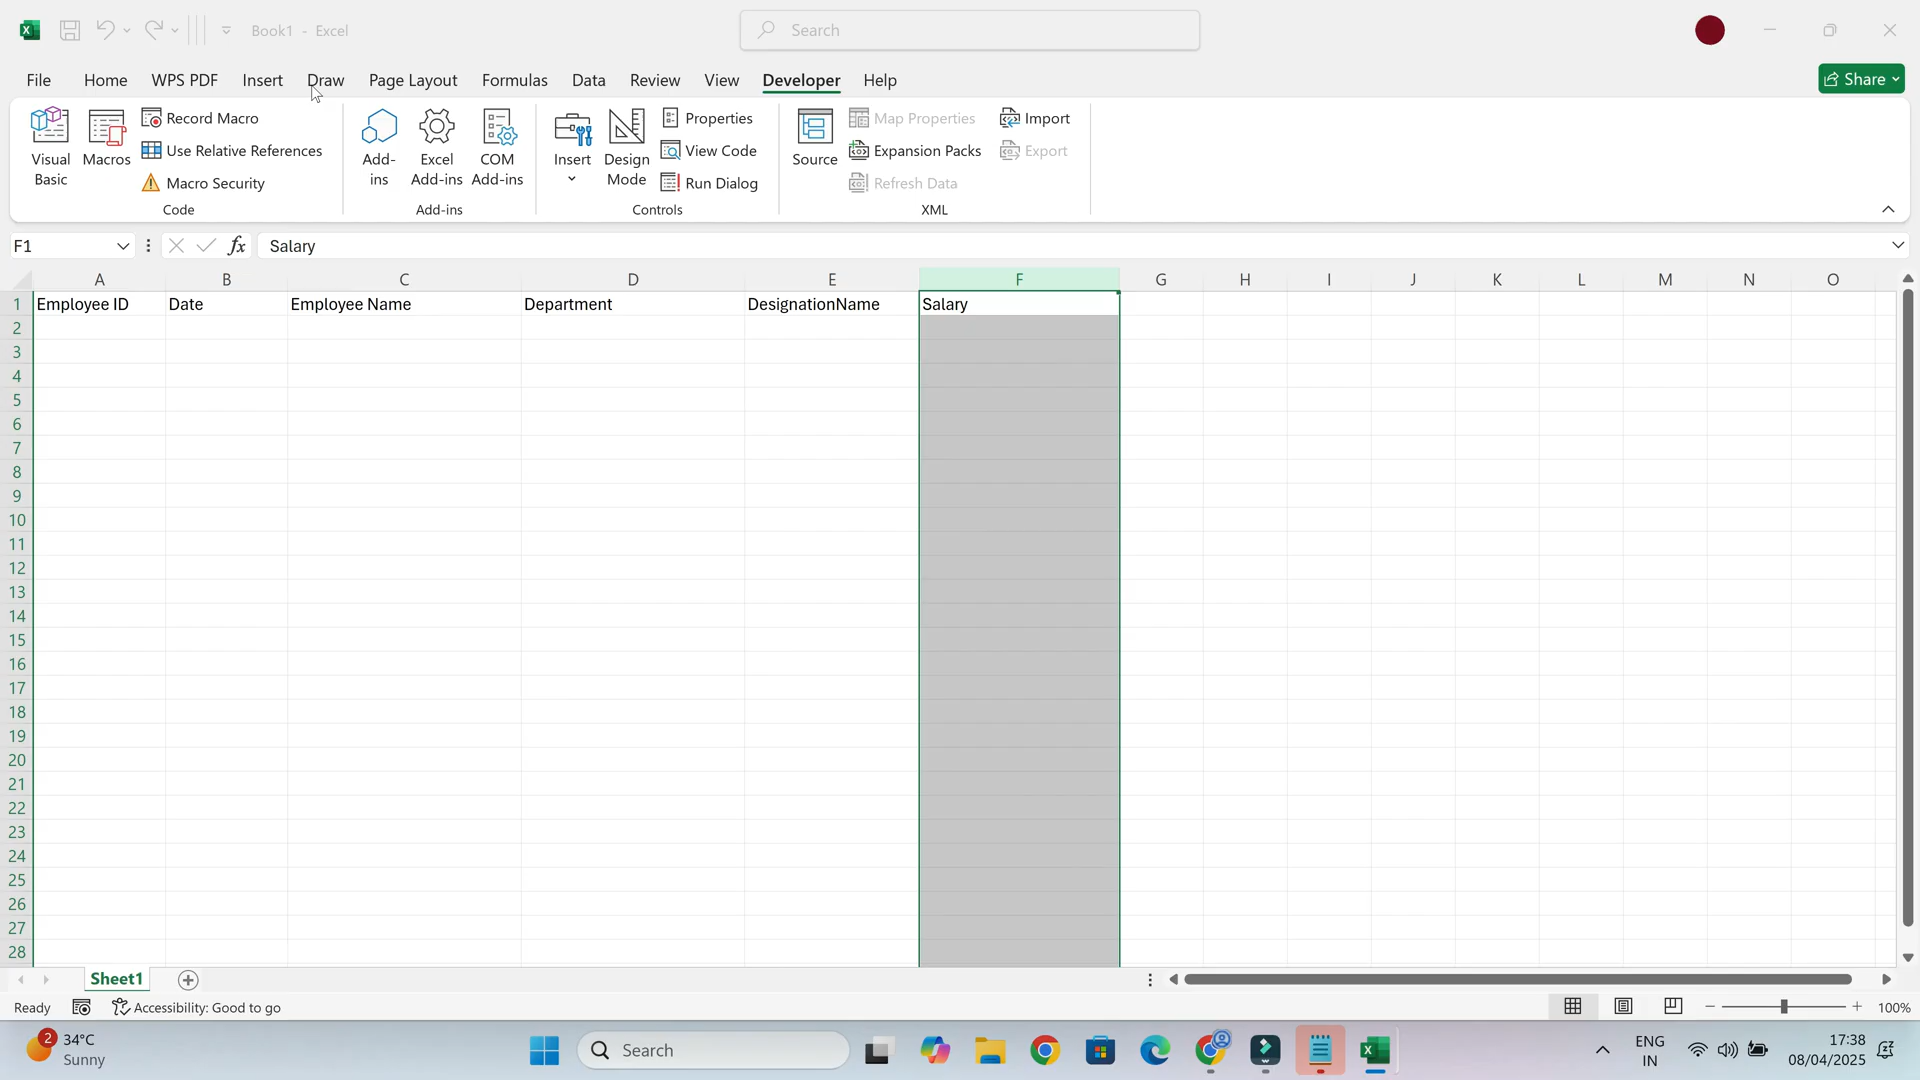 Book1 - Excel
Search
File Home WPS PDF Insert Draw Page Layout Formulas Data Review View Developer Help
Share
Visual Basic
Macros
Record Macro
Use Relative References
Macro Security
Code
Add-ins
Excel Add-ins
COM Add-ins
Add-ins
Insert
Design Mode
Properties
View Code
Run Dialog
Controls
Source
Map Properties
Expansion Packs
Refresh Data
Import
Export
XML
F1
fx
Salary
A B C D E F G H I J K L M N O
1 Employee ID Date Employee Name Department DesignationName Salary
2
3
4
5
6
7
8
9
10
11
12
13
14
15
16
17
18
19
20
21
22
23
24
25
26
27
28
Sheet1
Ready
Accessibility: Good to go
100%
2
34°C
Sunny
Search
ENG
IN
17:38
08/04/2025